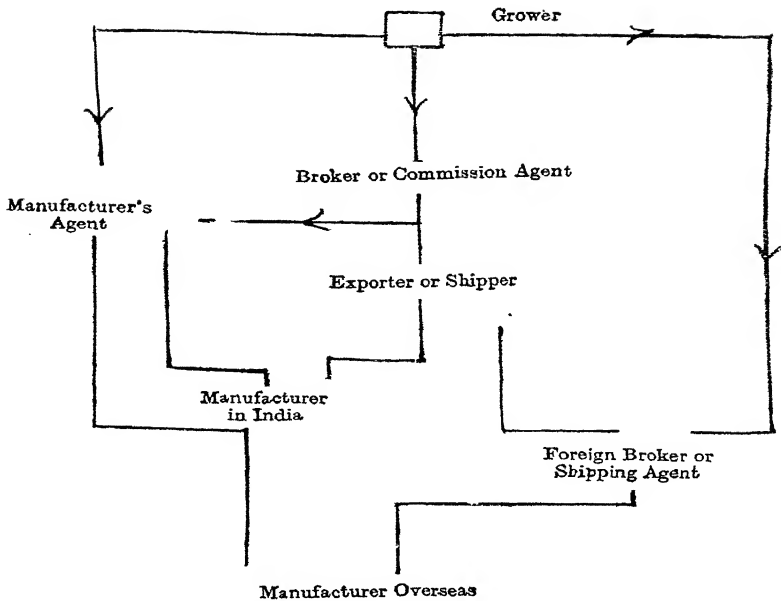 Grower
Broker or Commission Agent
Manufacturer's
Agent
Exporter or Shipper
Manufacturer
in India
Foreign Broker or
Shipping Agent
Manufacturer Overseas